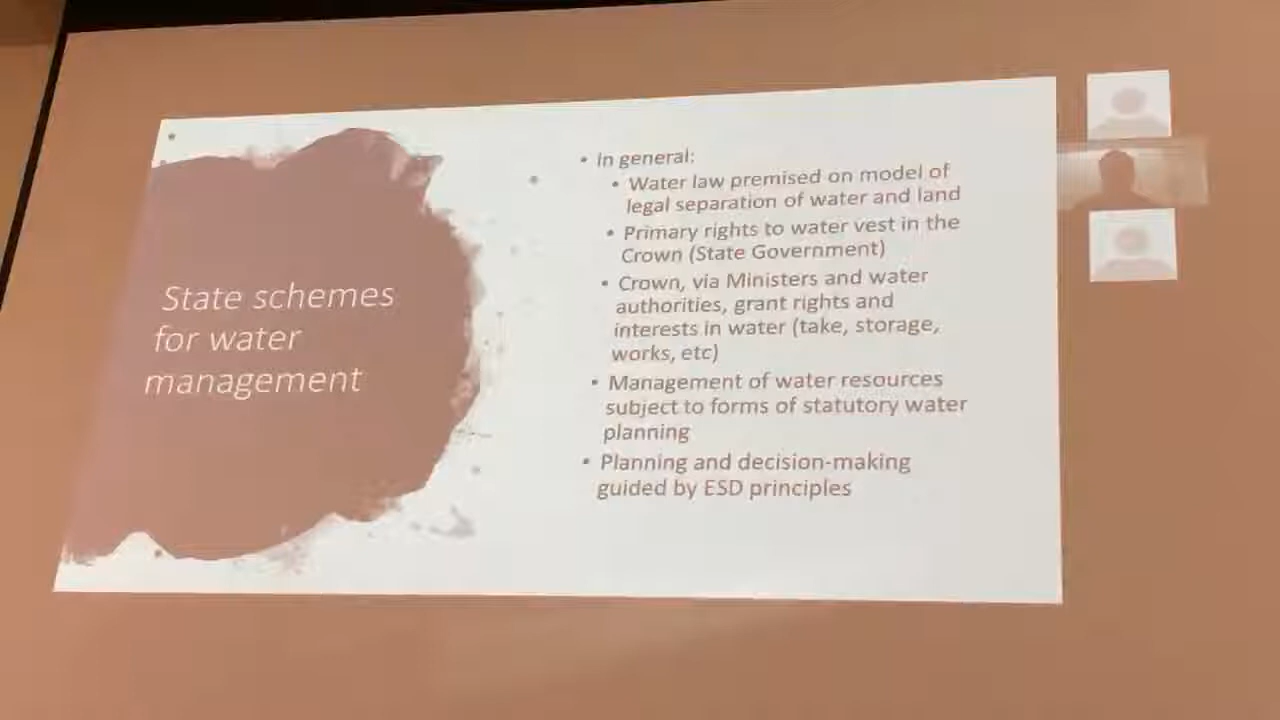 State schemes
for water
management
• In general:
• Water law premised on model of
legal separation of water and land
• Primary rights to water vest in the
Crown (State Government)
• Crown, via Ministers and water
authorities, grant rights and
interests in water (take, storage,
works, etc)
• Management of water resources
subject to forms of statutory water
planning
• Planning and decision-making
guided by ESD principles